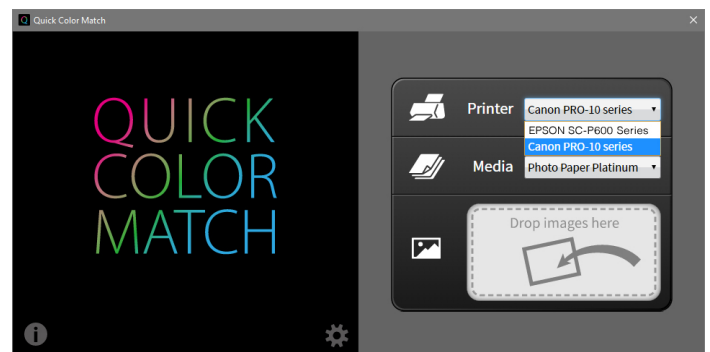 Quick Color Match
QUICK
COLOR
MATCH
Printer
Canon PRO-10 series
EPSON SC-P600 Series
Canon PRO-10 series
Media
Photo Paper Platinum
Drop images here